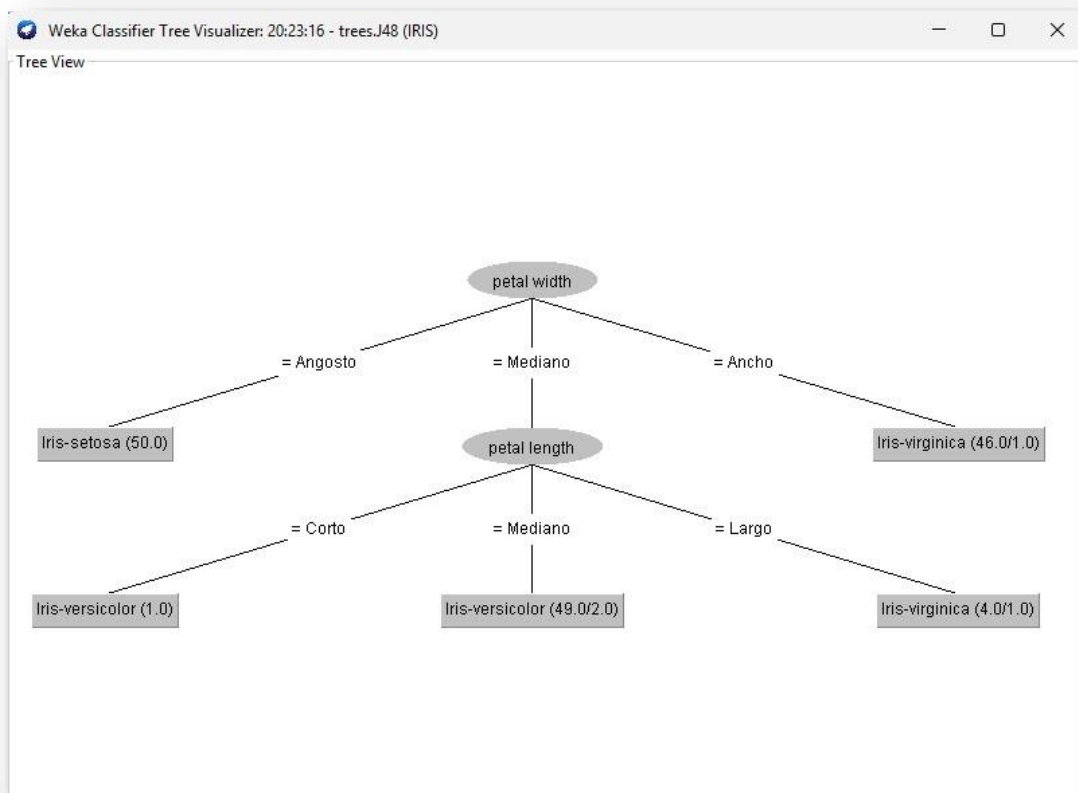 Weka Classifier Tree Visualizer: 20:23:16 - trees.J48 (IRIS)
Tree View
petal width
= Angosto
= Mediano
= Ancho
Iris-setosa (50.0)
petal length
Iris-virginica (46.0/1.0)
= Corto
= Mediano
= Largo
Iris-versicolor (1.0)
Iris-versicolor (49.0/2.0)
Iris-virginica (4.0/1.0)